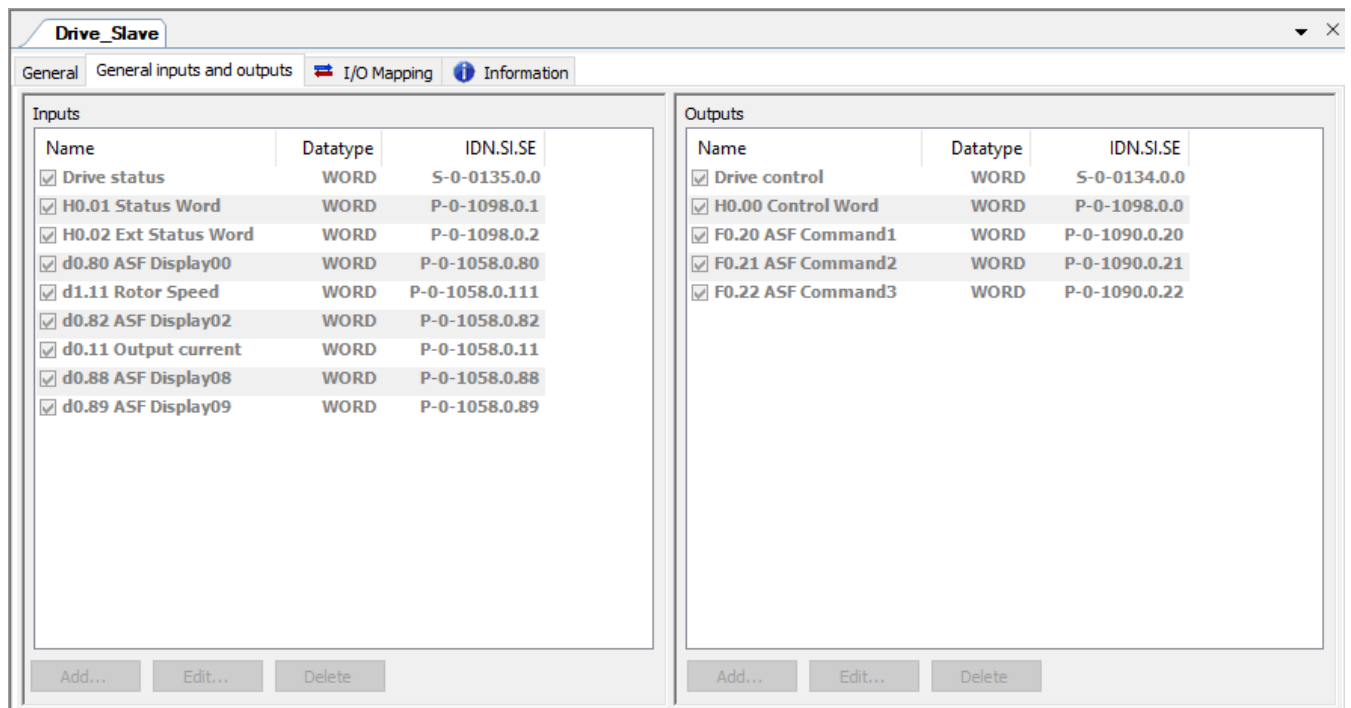 Drive_Slave
General General inputs and outputs I/O Mapping Information
Inputs
Name Datatype IDN.SI.SE
Drive status WORD S-0-0135.0.0
H0.01 Status Word WORD P-0-1098.0.1
H0.02 Ext Status Word WORD P-0-1098.0.2
d0.80 ASF Display00 WORD P-0-1058.0.80
d1.11 Rotor Speed WORD P-0-1058.0.111
d0.82 ASF Display02 WORD P-0-1058.0.82
d0.11 Output current WORD P-0-1058.0.11
d0.88 ASF Display08 WORD P-0-1058.0.88
d0.89 ASF Display09 WORD P-0-1058.0.89
Add... Edit... Delete
Outputs
Name Datatype IDN.SI.SE
Drive control WORD S-0-0134.0.0
H0.00 Control Word WORD P-0-1098.0.0
F0.20 ASF Command1 WORD P-0-1090.0.20
F0.21 ASF Command2 WORD P-0-1090.0.21
F0.22 ASF Command3 WORD P-0-1090.0.22
Add... Edit... Delete